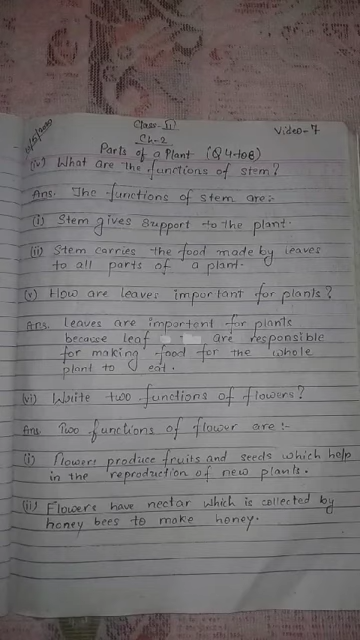 11/5/2020
Class-II
Video-7
Ch-2
Parts of a Plant (Q4to8)
(iv) What are the functions of stem?
Ans. The functions of stem are:-
(i) Stem gives support to the plant.
(ii) Stem carries the food made by leaves
to all parts of a plant.
(v) How are leaves important for plants?
Ans. leaves are important for plants
because leaf are responsible
for making food for the whole
plant to eat.
(vi) Write two functions of flowers?
Ans Two functions of flower are :-
(i) Flowers produce fruits and seeds which help
in the reproduction of new plants.
(ii) Flowers have nectar which is collected by
honey bees to make honey.